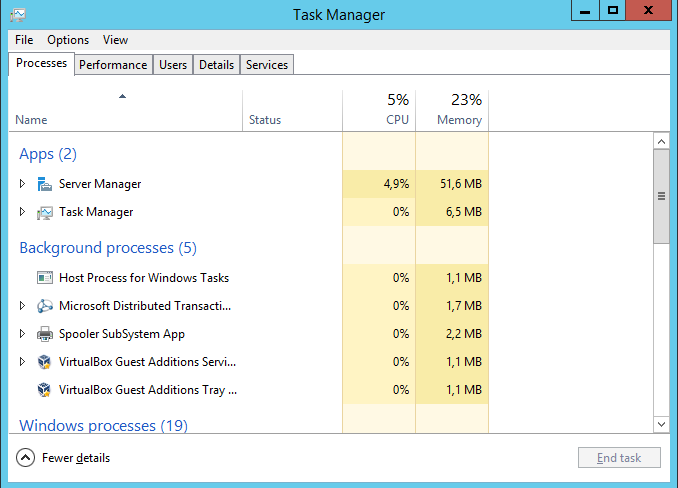 Task Manager
File Options View
Processes Performance Users Details Services
5% 23%
Name Status CPU Memory
Apps (2)
Server Manager 4,9% 51,6 MB
Task Manager 0% 6,5 MB
Background processes (5)
Host Process for Windows Tasks 0% 1,1 MB
Microsoft Distributed Transacti... 0% 1,7 MB
Spooler SubSystem App 0% 2,2 MB
VirtualBox Guest Additions Servi... 0% 1,1 MB
VirtualBox Guest Additions Tray ... 0% 1,1 MB
Windows processes (19)
Fewer details End task